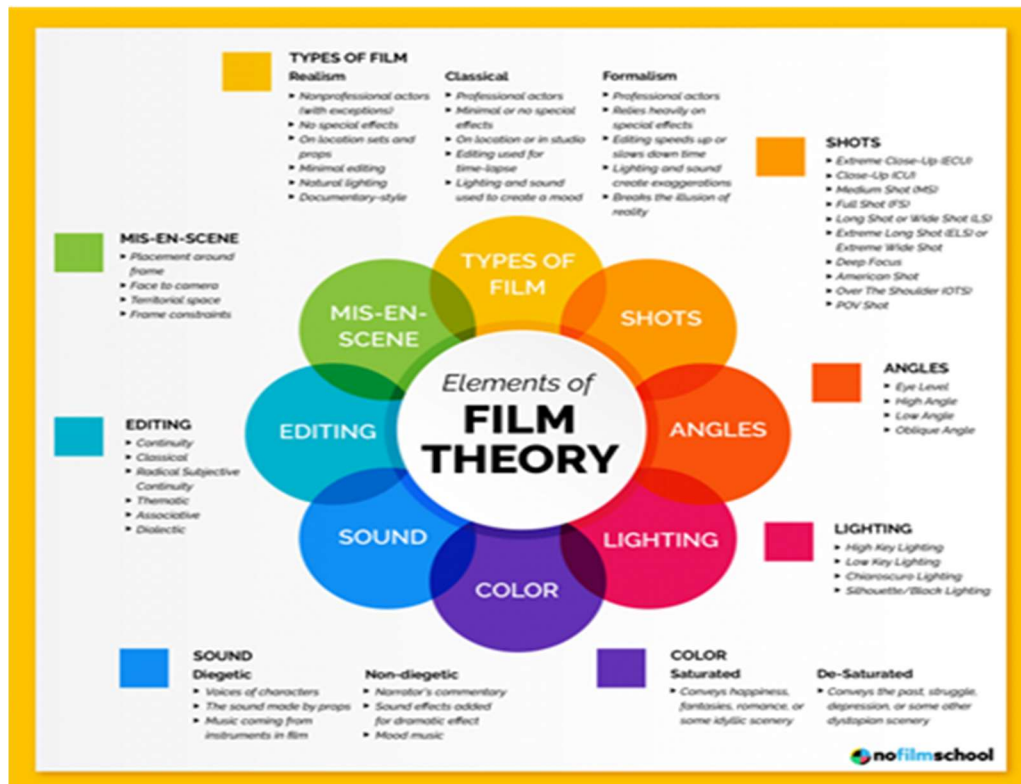 TYPES OF FILM
Realism
▸ Nonprofessional actors
(with exceptions)
▸ No special effects
▸ On location sets and
props
▸ Minimal editing
▸ Natural lighting
▸ Documentary-style
Classical
▸ Professional actors
▸ Minimal or no special
effects
▸ On location or in studio
▸ Editing used for
time-lapse
▸ Lighting and sound
used to create a mood
Formalism
▸ Professional actors
▸ Relies heavily on
special effects
▸ Editing speeds up or
slows down time
▸ Lighting and sound
create exaggerations
▸ Breaks the illusion of
reality
SHOTS
▸ Extreme Close-Up (ECU)
▸ Close-Up (CU)
▸ Medium Shot (MS)
▸ Full Shot (FS)
▸ Long Shot or Wide Shot (LS)
▸ Extreme Long Shot (ELS) or
Extreme Wide Shot
▸ Deep Focus
▸ American Shot
▸ Over The Shoulder (OTS)
▸ POV Shot
MIS-EN-SCENE
▸ Placement around
frame
▸ Face to camera
▸ Territorial space
▸ Frame constraints
TYPES OF
FILM
MIS-EN-
SCENE
SHOTS
EDITING
Elements of
FILM
THEORY
ANGLES
SOUND
LIGHTING
COLOR
ANGLES
▸ Eye Level
▸ High Angle
▸ Low Angle
▸ Oblique Angle
EDITING
▸ Continuity
▸ Classical
▸ Radical Subjective
Continuity
▸ Thematic
▸ Associative
▸ Dialectic
LIGHTING
▸ High Key Lighting
▸ Low Key Lighting
▸ Chiaroscuro Lighting
▸ Silhouette/Black Lighting
SOUND
Diegetic
▸ Voices of characters
▸ The sound made by props
▸ Music coming from
instruments in film
Non-diegetic
▸ Narrator's commentary
▸ Sound effects added
for dramatic effect
▸ Mood music
COLOR
Saturated
▸ Conveys happiness,
fantasies, romance, or
some idyllic scenery
De-Saturated
▸ Conveys the past, struggle,
depression, or some other
dystopian scenery
nofilmschool